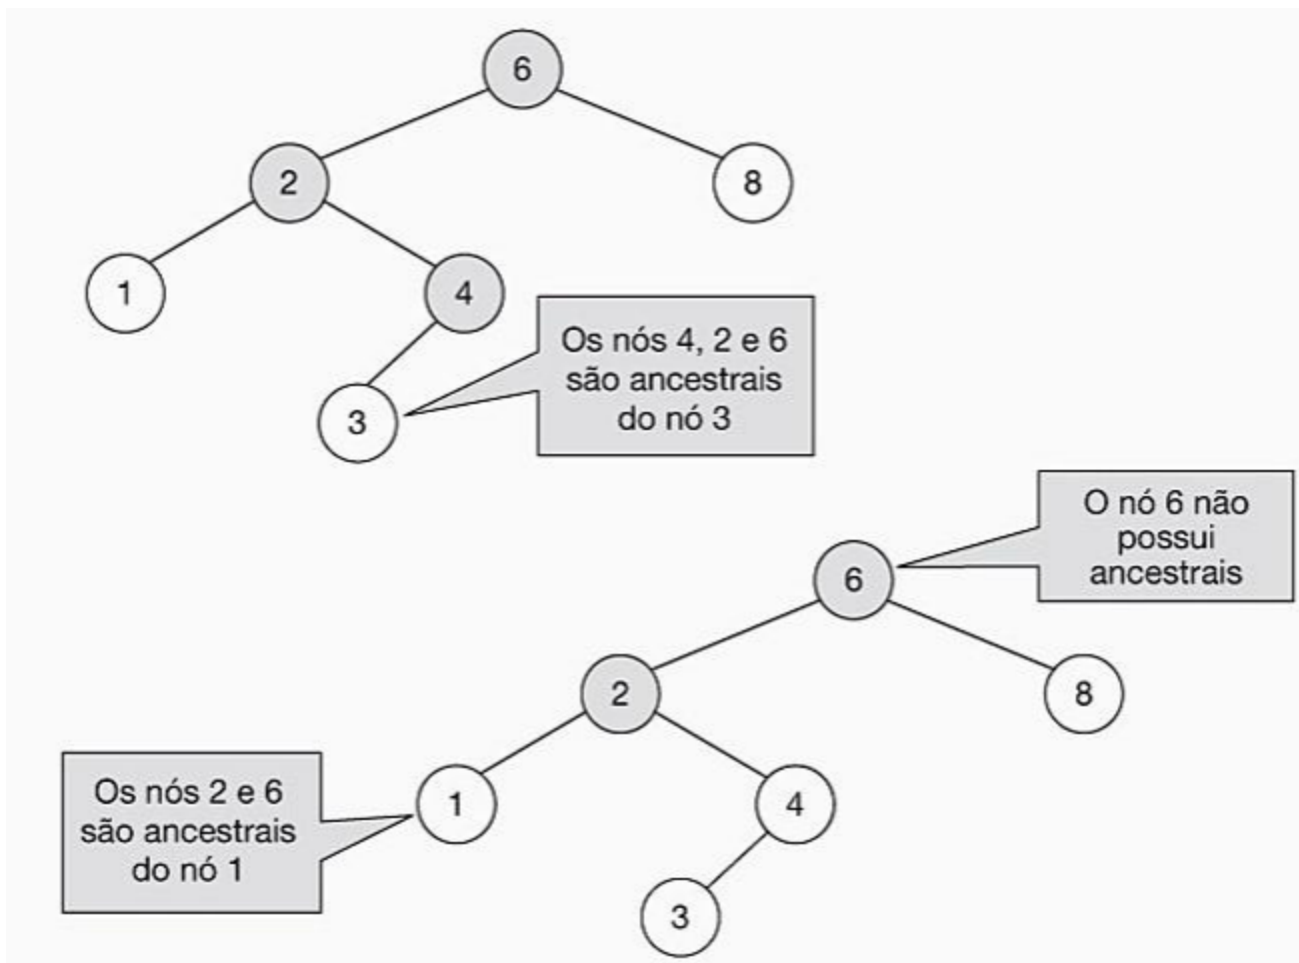 6
2
8
1
4
Os nós 4, 2 e 6
são ancestrais
do nó 3
3
O nó 6 não
possui
ancestrais
6
2
8
Os nós 2 e 6
são ancestrais
do nó 1
1
4
3